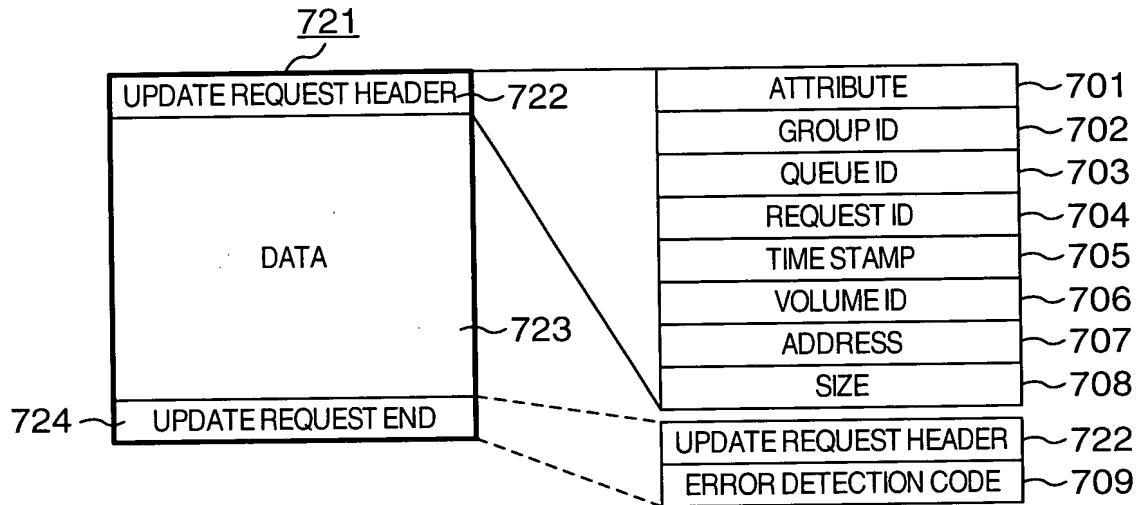 721
UPDATE REQUEST HEADER 722
DATA
723
724 UPDATE REQUEST END
ATTRIBUTE 701
GROUP ID 702
QUEUE ID 703
REQUEST ID 704
TIME STAMP 705
VOLUME ID 706
ADDRESS 707
SIZE 708
UPDATE REQUEST HEADER 722
ERROR DETECTION CODE 709